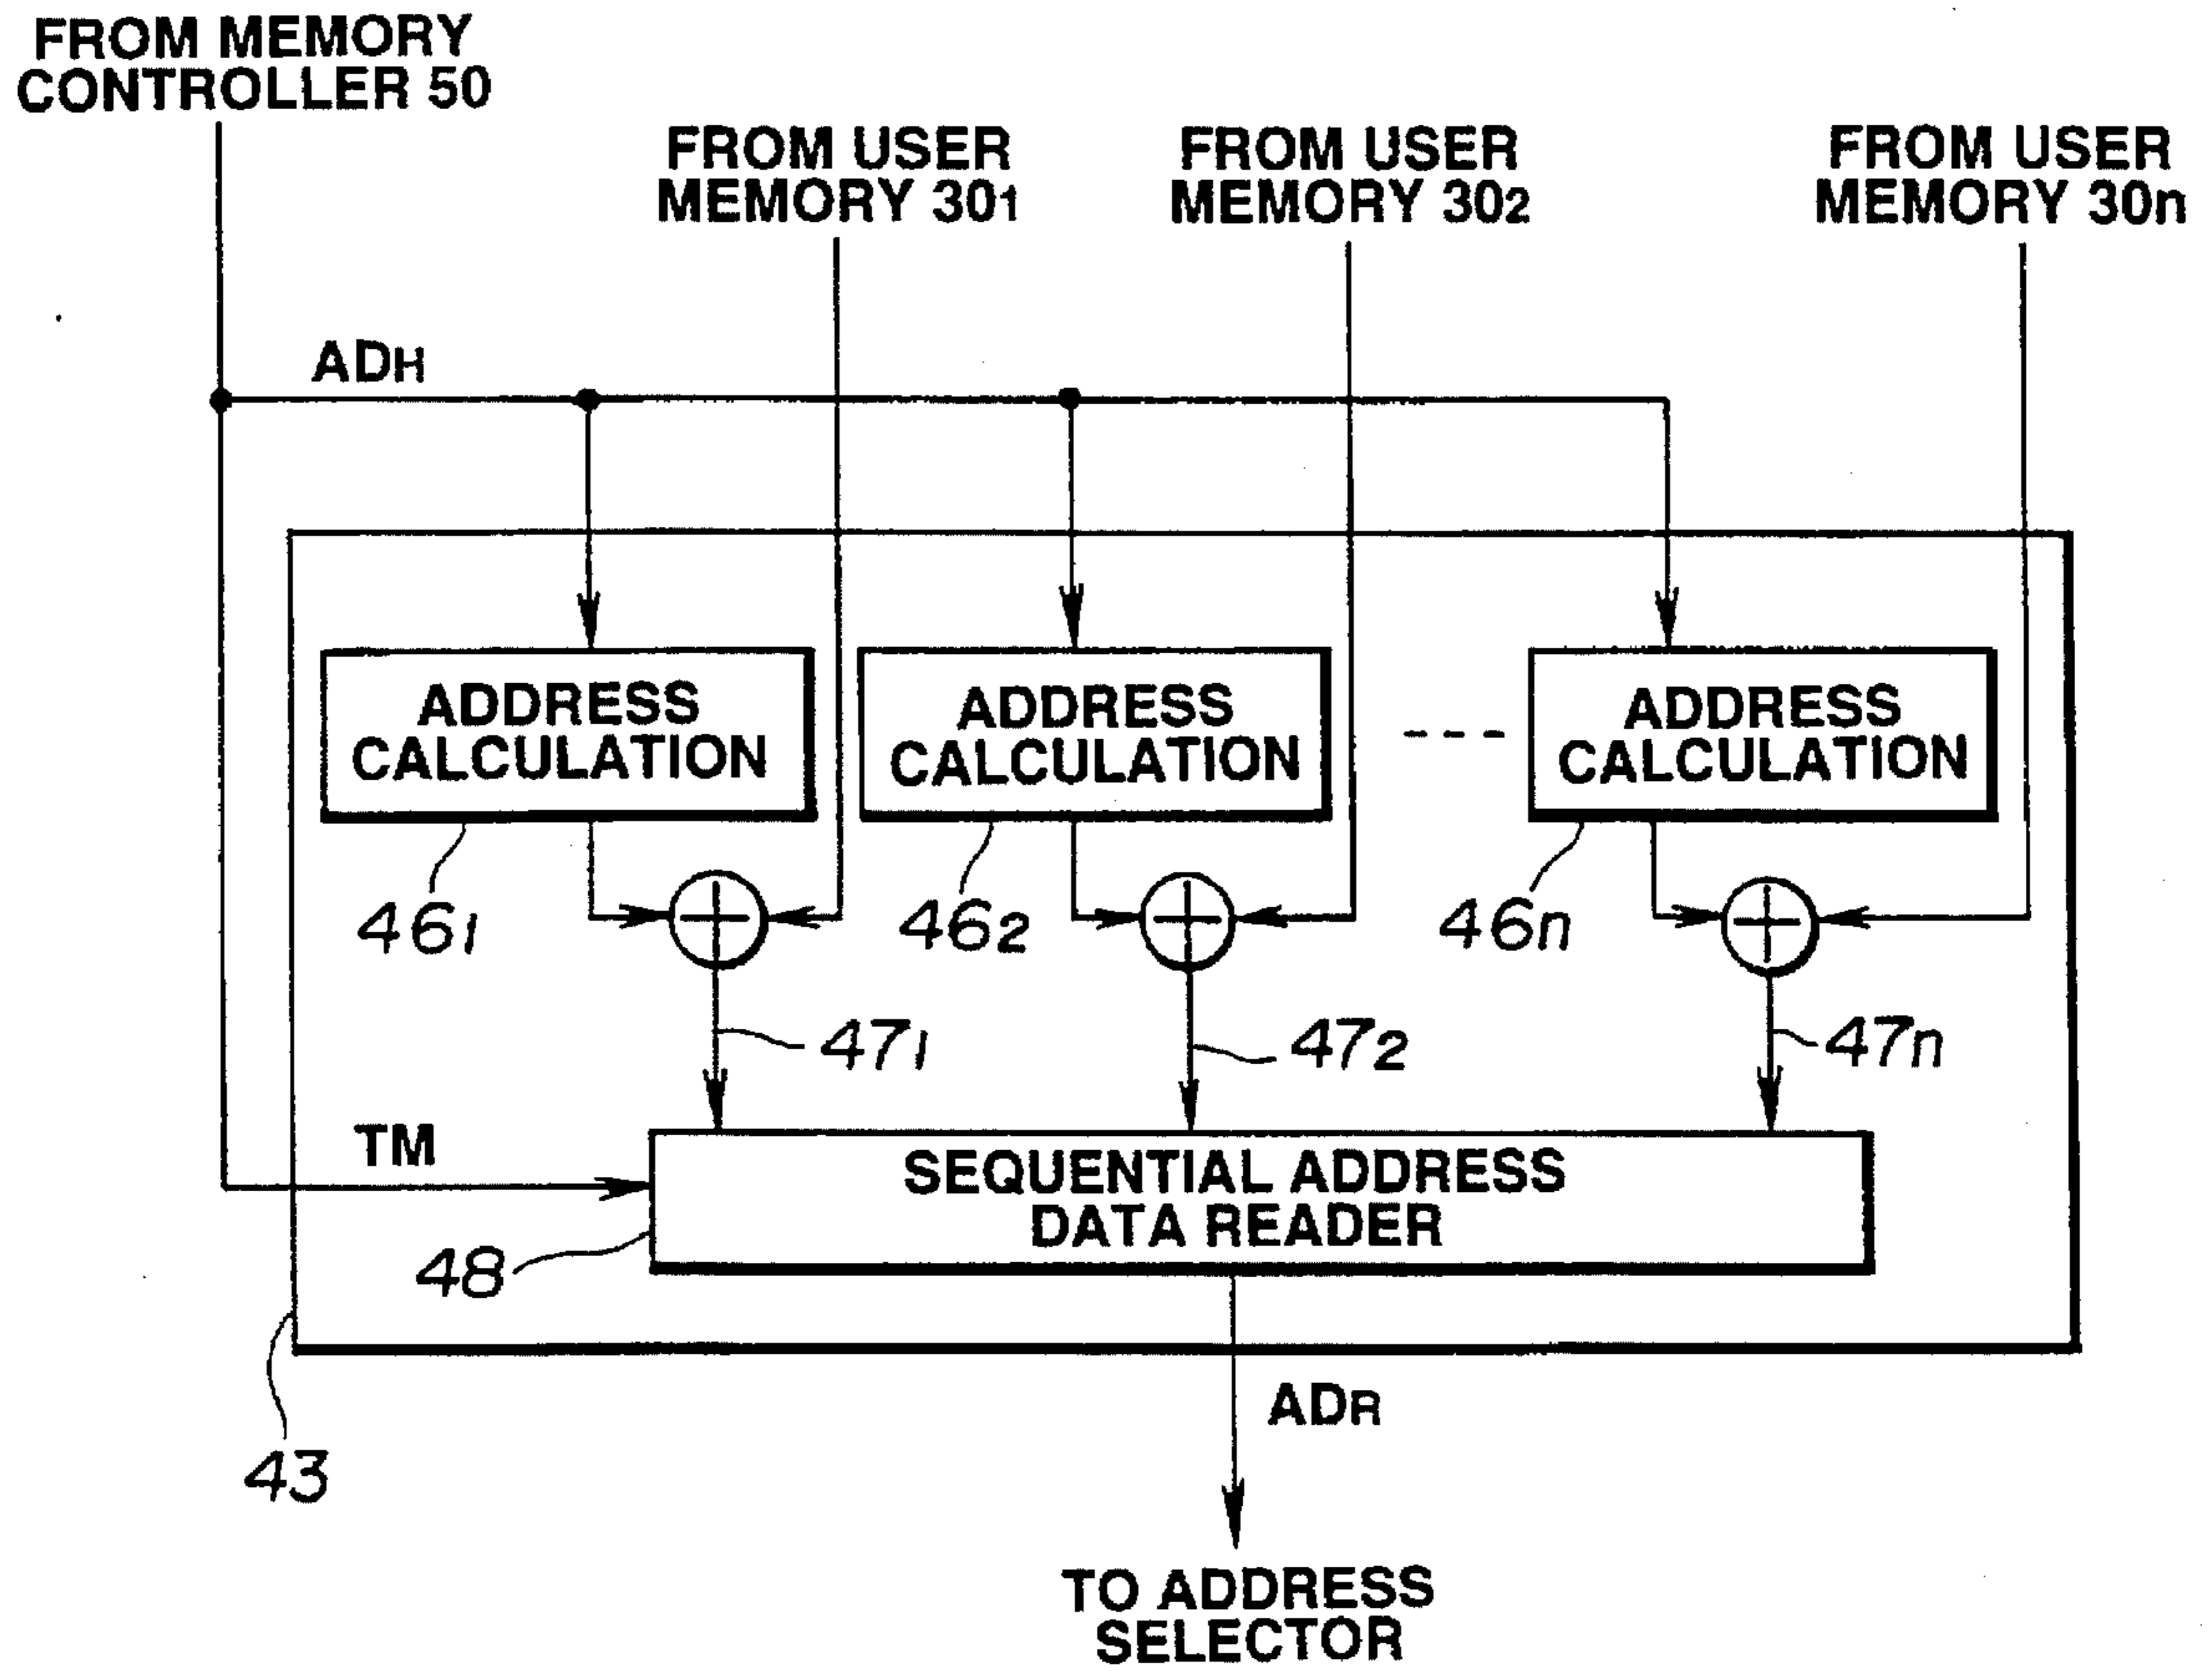 FROM MEMORY
CONTROLLER 50
FROM USER
MEMORY 301
FROM USER
MEMORY 302
FROM USER
MEMORY 30n
ADH
ADDRESS
CALCULATION
ADDRESS
CALCULATION
ADDRESS
CALCULATION
461
462
46n
471
472
47n
TM
SEQUENTIAL ADDRESS
DATA READER
48
ADR
43
TO ADDRESS
SELECTOR